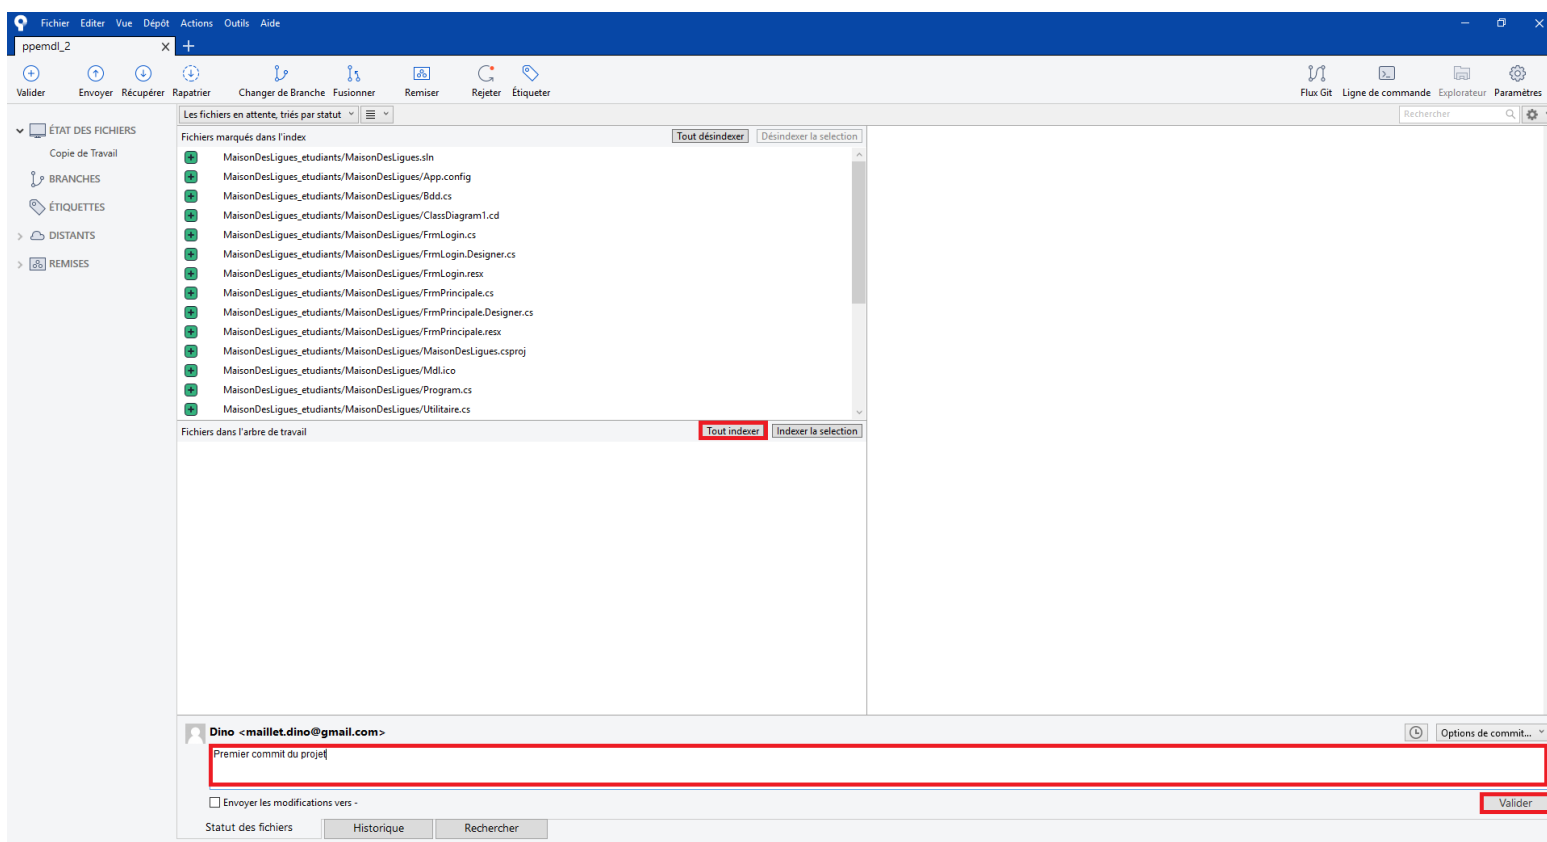 Fichier Editer Vue Dépôt Actions Outils Aide
ppemdl_2
Valider Envoyer Récupérer Rapatrier Changer de Branche Fusionner Remiser Rejeter Étiqueter Flux Git Ligne de commande Explorateur Paramètres
Les fichiers en attente, triés par statut Rechercher
ÉTAT DES FICHIERS
Copie de Travail
BRANCHES
ÉTIQUETTES
DISTANTS
REMISES
Fichiers marqués dans l'index Tout désindexer Désindexer la selection
MaisonDesLigues_etudiants/MaisonDesLigues.sln
MaisonDesLigues_etudiants/MaisonDesLigues/App.config
MaisonDesLigues_etudiants/MaisonDesLigues/Bdd.cs
MaisonDesLigues_etudiants/MaisonDesLigues/ClassDiagram1.cd
MaisonDesLigues_etudiants/MaisonDesLigues/FrmLogin.cs
MaisonDesLigues_etudiants/MaisonDesLigues/FrmLogin.Designer.cs
MaisonDesLigues_etudiants/MaisonDesLigues/FrmLogin.resx
MaisonDesLigues_etudiants/MaisonDesLigues/FrmPrincipale.cs
MaisonDesLigues_etudiants/MaisonDesLigues/FrmPrincipale.Designer.cs
MaisonDesLigues_etudiants/MaisonDesLigues/FrmPrincipale.resx
MaisonDesLigues_etudiants/MaisonDesLigues/MaisonDesLigues.csproj
MaisonDesLigues_etudiants/MaisonDesLigues/Mdl.ico
MaisonDesLigues_etudiants/MaisonDesLigues/Program.cs
MaisonDesLigues_etudiants/MaisonDesLigues/Utilitaire.cs
Fichiers dans l'arbre de travail Tout indexer Indexer la selection
Dino <maillet.dino@gmail.com> Options de commit...
Premier commit du projet
Envoyer les modifications vers -
Valider
Statut des fichiers Historique Rechercher